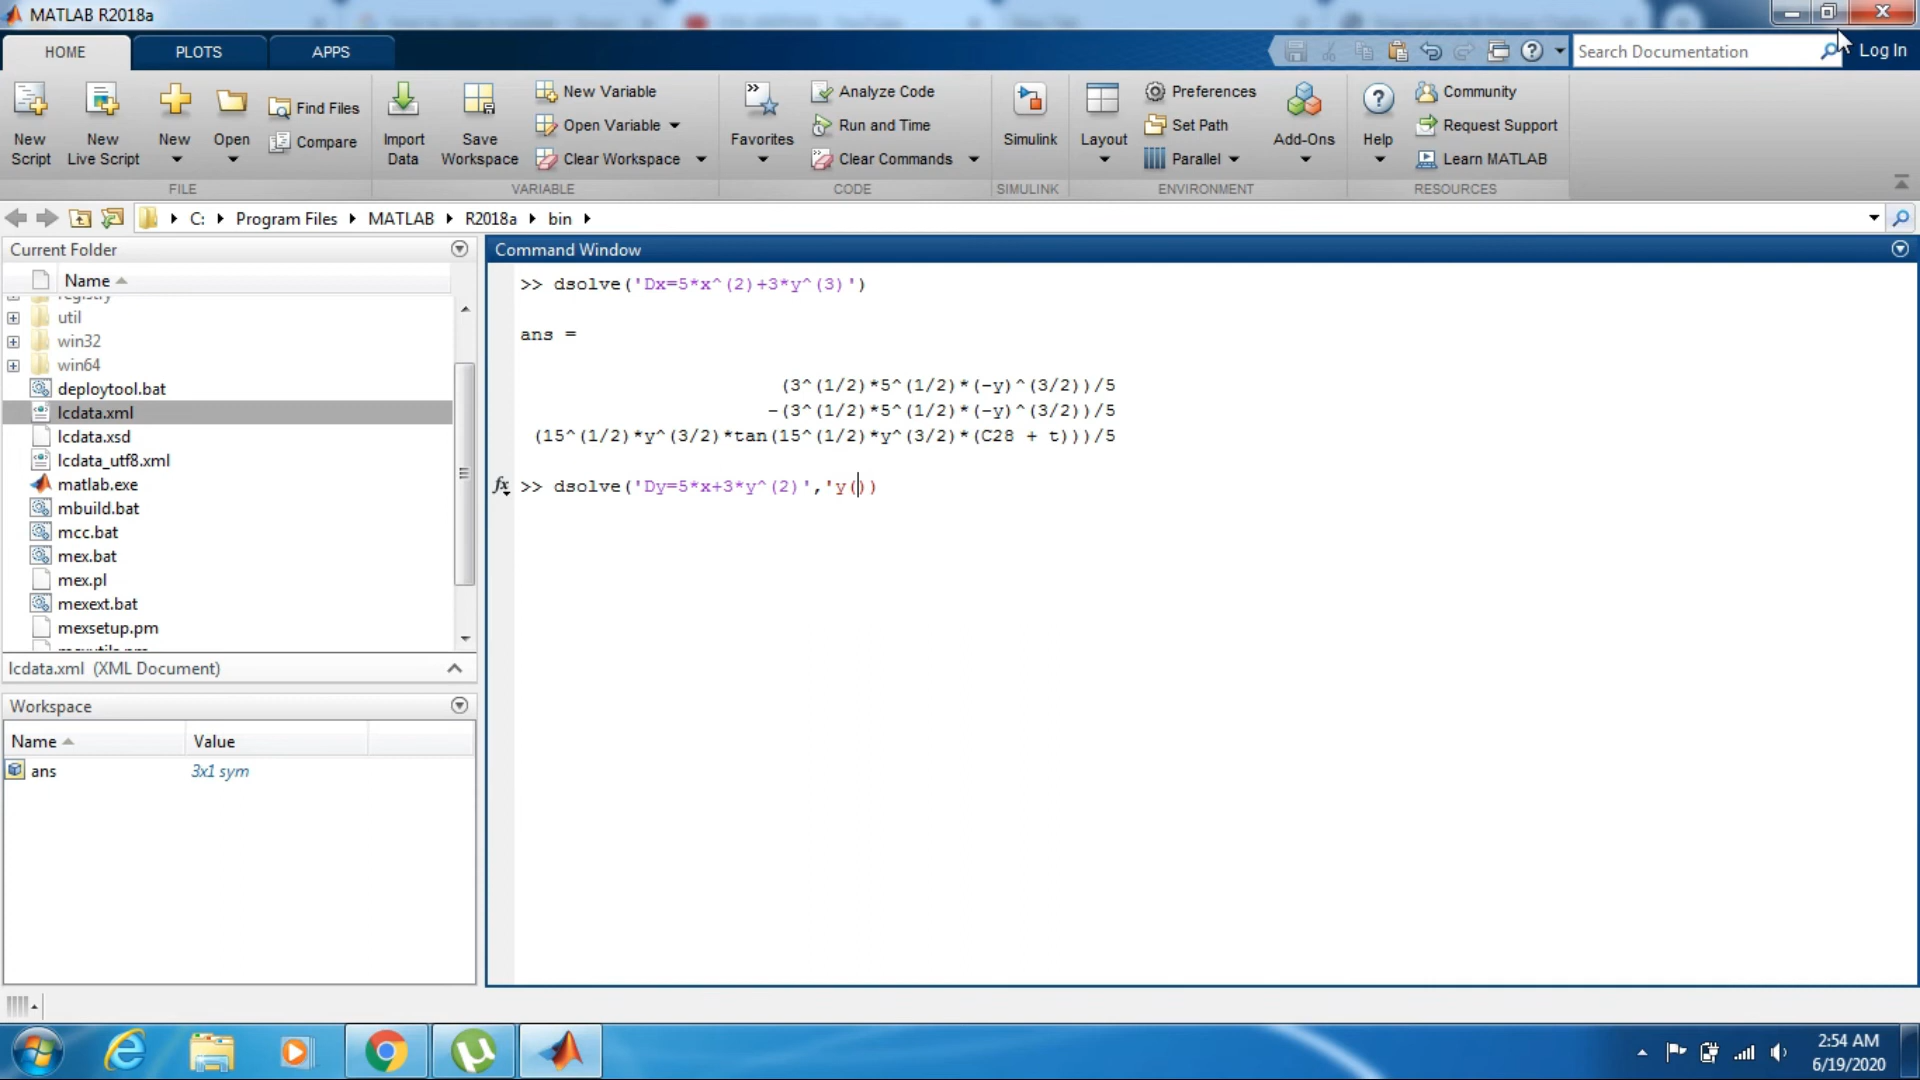 MATLAB R2018a
HOME
PLOTS
APPS
Search Documentation
Log In
New Script
New Live Script
New
Open
Find Files
Compare
Import Data
Save Workspace
New Variable
Open Variable
Clear Workspace
Favorites
Analyze Code
Run and Time
Clear Commands
Simulink
Layout
Preferences
Set Path
Parallel
Add-Ons
Help
Community
Request Support
Learn MATLAB
FILE
VARIABLE
CODE
SIMULINK
ENVIRONMENT
RESOURCES
C: Program Files MATLAB R2018a bin
Current Folder
Name
registry
util
win32
win64
deploytool.bat
lcdata.xml
lcdata.xsd
lcdata_utf8.xml
matlab.exe
mbuild.bat
mcc.bat
mex.bat
mex.pl
mexext.bat
mexsetup.pm
lcdata.xml (XML Document)
Workspace
Name Value
ans 3x1 sym
Command Window
>> dsolve('Dx=5*x^(2)+3*y^(3)')
ans =
(3^(1/2)*5^(1/2)*(-y)^(3/2))/5
-(3^(1/2)*5^(1/2)*(-y)^(3/2))/5
(15^(1/2)*y^(3/2)*tan(15^(1/2)*y^(3/2)*(C28 + t)))/5
fx >> dsolve('Dy=5*x+3*y^(2)','y())
2:54 AM
6/19/2020